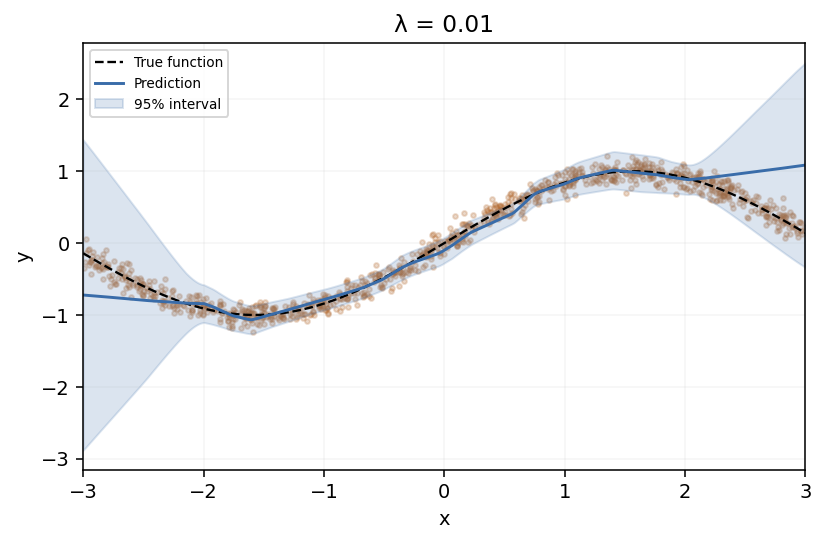 λ = 0.01
True function
Prediction
95% interval
y
2
1
0
−1
−2
−3
−3 −2 −1 0 1 2 3
x